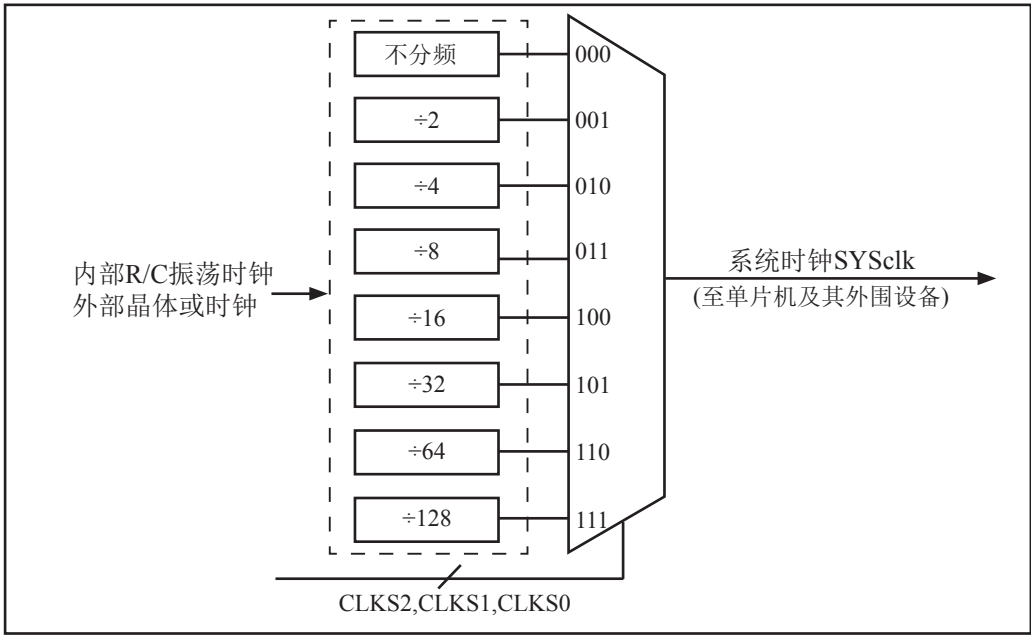 不分频
000
÷2
001
÷4
010
÷8
011
内部R/C振荡时钟
外部晶体或时钟
系统时钟SYSclk
(至单片机及其外围设备)
÷16
100
÷32
101
÷64
110
÷128
111
CLKS2,CLKS1,CLKS0